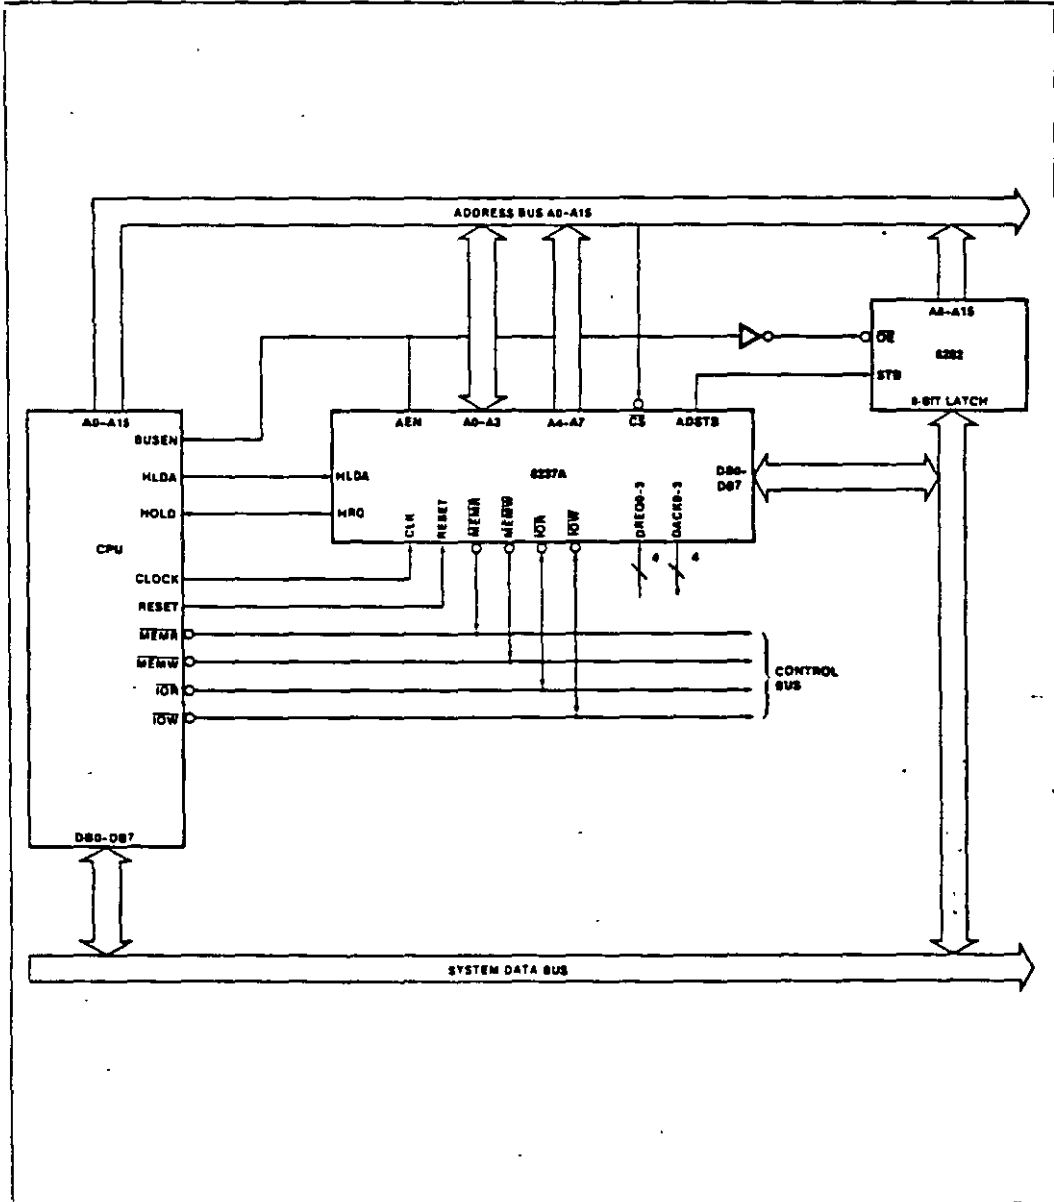 ADDRESS BUS A0-A15
A8-A15
OE
8282
STB
8-BIT LATCH
A0-A15
BUSEN
HLDA
HOLD
CPU
CLOCK
RESET
MEMR
MEMW
IOR
IOW
DB0-DB7
AEN
A0-A3
A4-A7
CS
ADSTB
HLDA
8237A
DB0-
DB7
HRQ
CLK
RESET
MEMR
MEMW
IOR
IOW
DREQ0-3
DACK0-3
4
4
CONTROL
BUS
SYSTEM DATA BUS